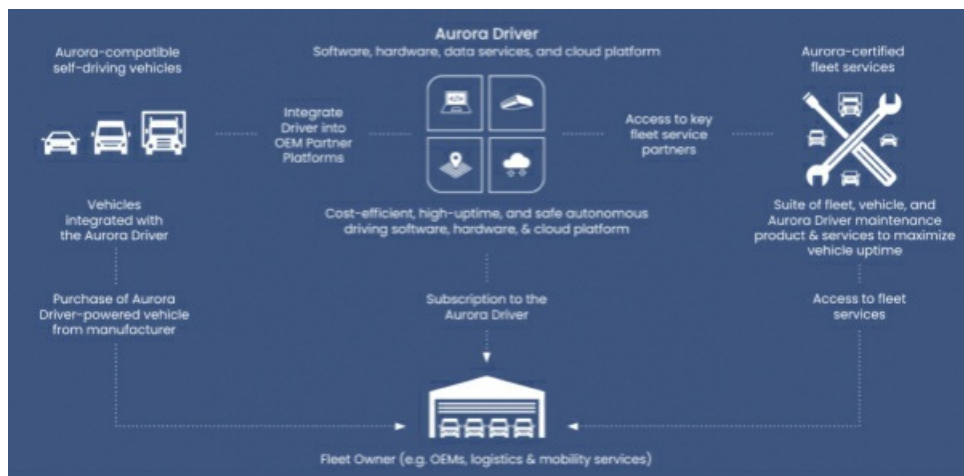 Aurora Driver
Software, hardware, data services, and cloud platform
Aurora-compatible
self-driving vehicles
Integrate
Driver into
OEM Partner
Platforms
Access to key
fleet service
partners
Aurora-certified
fleet services
Vehicles
integrated with
the Aurora Driver
Cost-efficient, high-uptime, and safe autonomous
driving software, hardware, & cloud platform
Suite of fleet, vehicle, and
Aurora Driver maintenance
product & services to maximize
vehicle uptime
Purchase of Aurora
Driver-powered vehicle
from manufacturer
Subscription to the
Aurora Driver
Access to fleet
services
Fleet Owner (e.g. OEMs, logistics & mobility services)